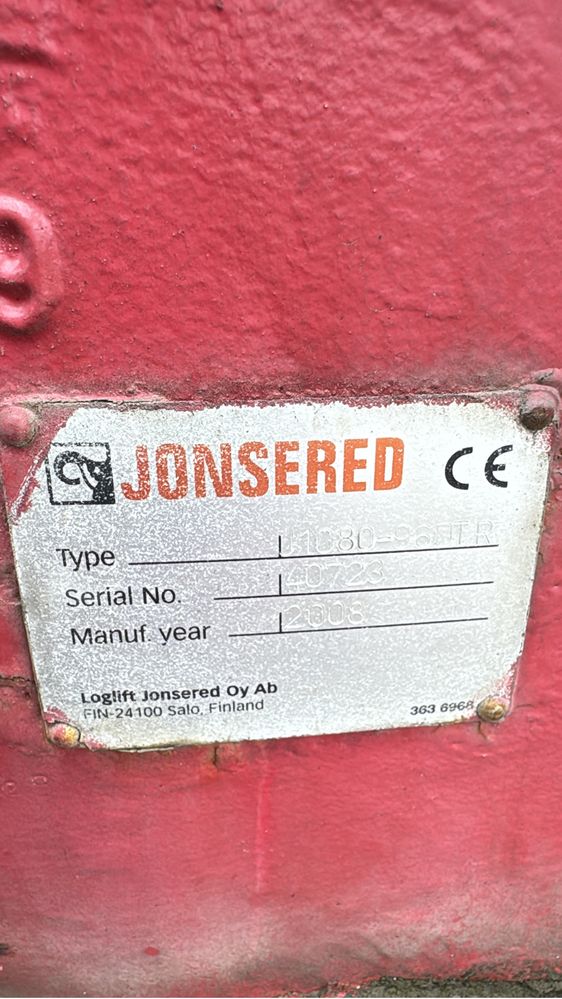 9
JONSERED CE
Type
Serial No. 40723
Manuf. year 2008
Loglift Jonsered Oy Ab
FIN-24100 Salo, Finland
363 6968